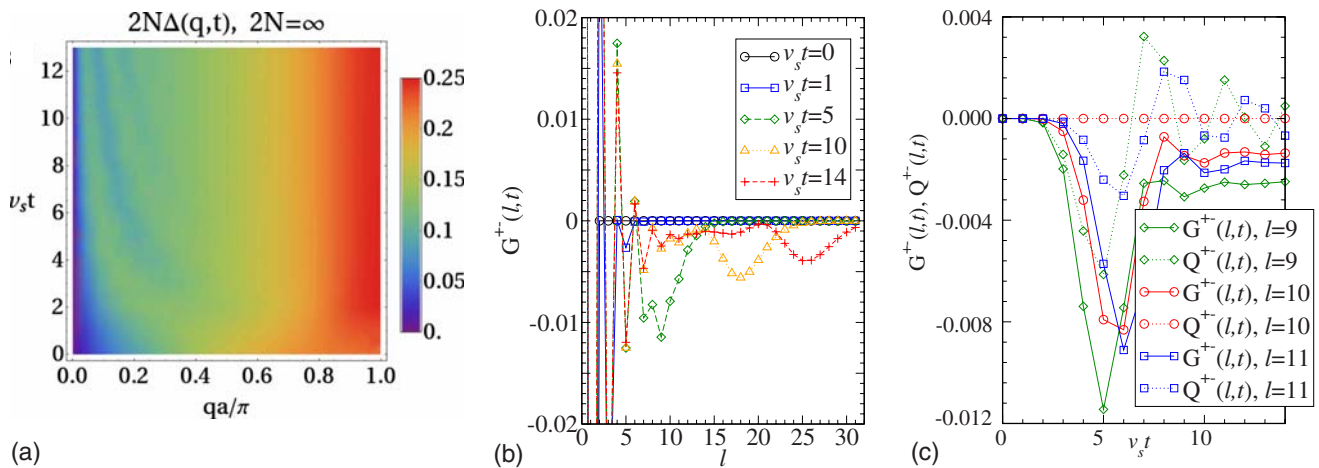 2NΔ(q,t), 2N=∞
12
10
8
6
4
2
0
v_s t
0.0 0.2 0.4 0.6 0.8 1.0
qa/π
0.25
0.20
0.15
0.10
0.05
0.
(a)
0.02
0.01
0
-0.01
-0.02
G⁺⁻(l,t)
v_s t=0
v_s t=1
v_s t=5
v_s t=10
v_s t=14
0 5 10 15 20 25 30
l
(b)
0.004
0.000
-0.004
-0.008
-0.012
G⁺⁻(l,t), Q⁺⁻(l,t)
G⁺⁻(l,t), l=9
Q⁺⁻(l,t), l=9
G⁺⁻(l,t), l=10
Q⁺⁻(l,t), l=10
G⁺⁻(l,t), l=11
Q⁺⁻(l,t), l=11
0 5 10
v_s t
(c)